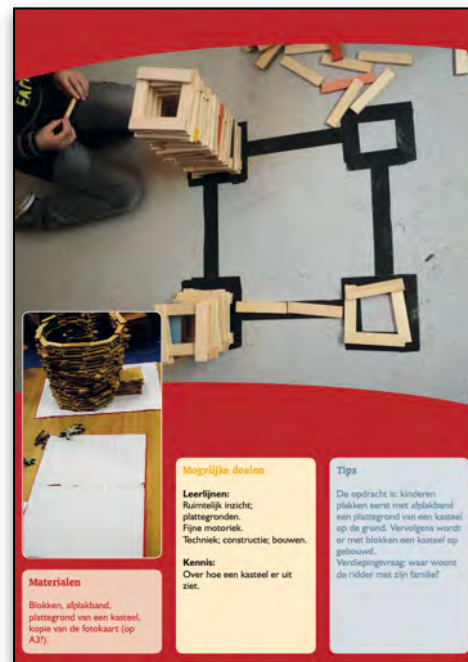 Mogelijke doelen
Leerlijnen:
Ruimtelijk inzicht;
plattegronden.
Fijne motoriek.
Techniek; constructie; bouwen.
Kennis:
Over hoe een kasteel er uit
ziet.
Tips
De opdracht is: kinderen
plakken eerst met afplakband
een plattegrond van een kasteel
op de grond. Vervolgens wordt
er met blokken een kasteel op
gebouwd.
Verdiepingsvraag: waar woont
de ridder met zijn familie?
Materialen
Blokken, afplakband,
plattegrond van een kasteel,
kopie van de fotokaart (op
A3?).